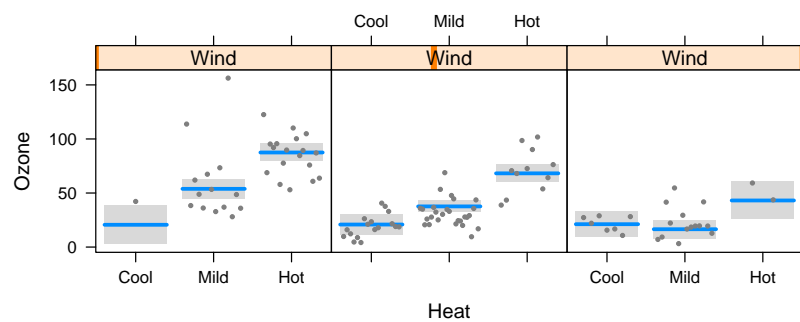 Cool Mild Hot
Wind Wind Wind
150
100
50
0
Ozone
Cool Mild Hot Cool Mild Hot
Heat